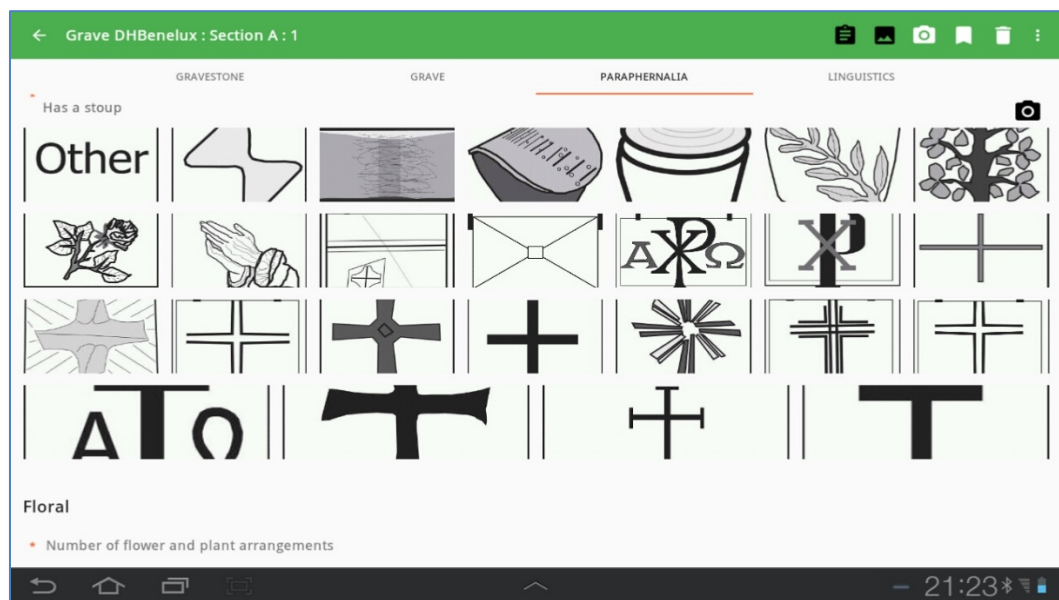 Grave DHBenelux : Section A : 1
GRAVESTONE GRAVE PARAPHERNALIA LINGUISTICS
* Has a stoup
Other
Α Ρ Χ Ω Ρ Χ
Α Ω
Floral
* Number of flower and plant arrangements
21:23